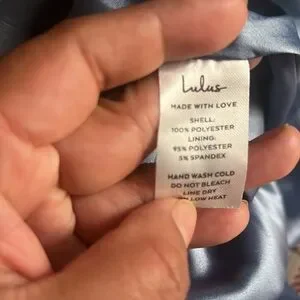 Lulus
MADE WITH LOVE
SHELL:
100% POLYESTER
LINING:
95% POLYESTER
5% SPANDEX
HAND WASH COLD
DO NOT BLEACH
LINE DRY
LOW HEAT